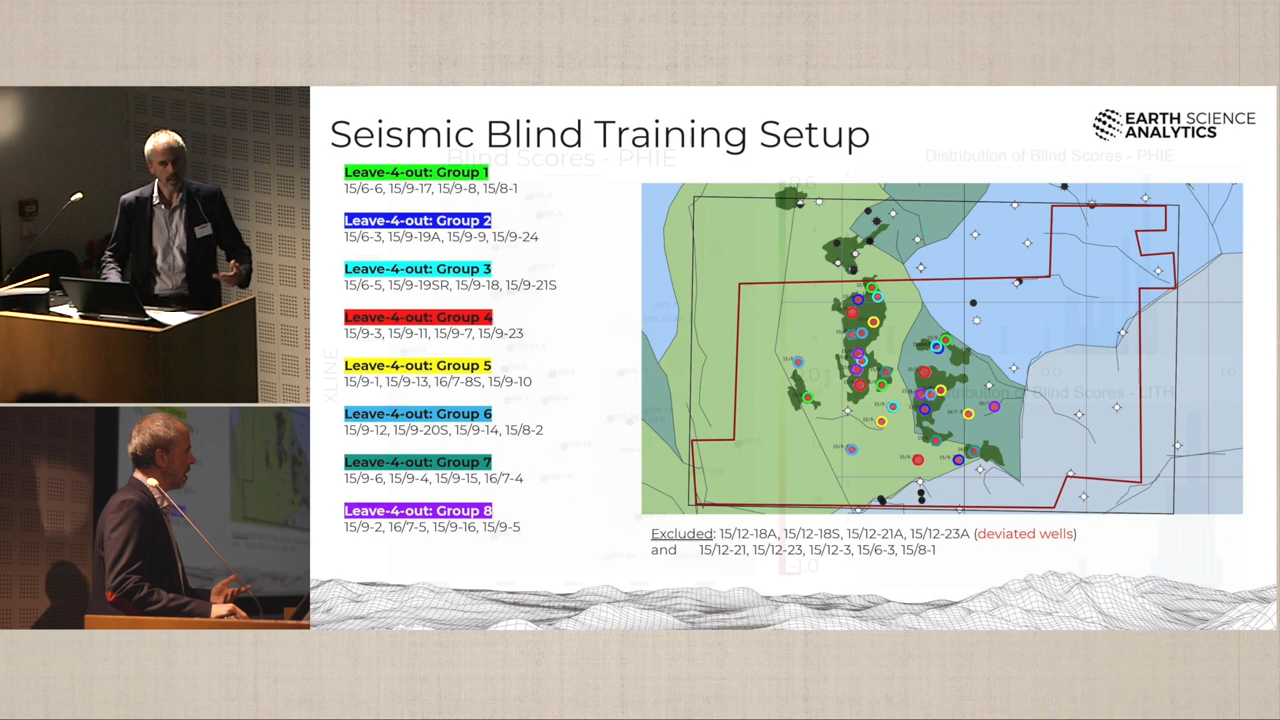 Seismic Blind Training Setup
EARTH SCIENCE
ANALYTICS
Blind Scores - PHIE
Distribution of Blind Scores - PHIE
Leave-4-out: Group 1
15/6-6, 15/9-17, 15/9-8, 15/8-1
Leave-4-out: Group 2
15/6-3, 15/9-19A, 15/9-9, 15/9-24
Leave-4-out: Group 3
15/6-5, 15/9-19SR, 15/9-18, 15/9-21S
Leave-4-out: Group 4
15/9-3, 15/9-11, 15/9-7, 15/9-23
Leave-4-out: Group 5
15/9-1, 15/9-13, 16/7-8S, 15/9-10
Leave-4-out: Group 6
15/9-12, 15/9-20S, 15/9-14, 15/8-2
Leave-4-out: Group 7
15/9-6, 15/9-4, 15/9-15, 16/7-4
Leave-4-out: Group 8
15/9-2, 16/7-5, 15/9-16, 15/9-5
XLINE
Excluded: 15/12-18A, 15/12-18S, 15/12-21A, 15/12-23A (deviated wells)
and 15/12-21, 15/12-23, 15/12-3, 15/6-3, 15/8-1